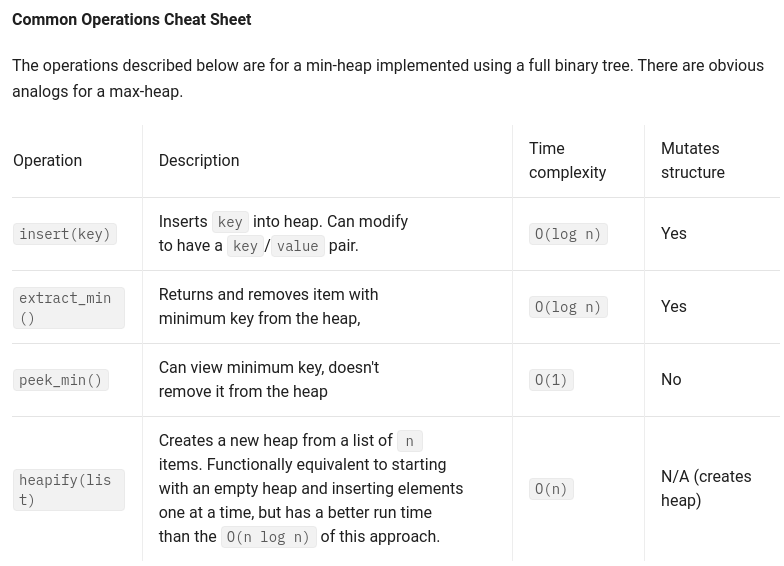 Common Operations Cheat Sheet
The operations described below are for a min-heap implemented using a full binary tree. There are obvious
analogs for a max-heap.
Operation
Description
Time
complexity
Mutates
structure
insert(key)
Inserts key into heap. Can modify
to have a key / value pair.
O(log n)
Yes
extract_min
()
Returns and removes item with
minimum key from the heap,
O(log n)
Yes
peek_min()
Can view minimum key, doesn't
remove it from the heap
O(1)
No
heapify(lis
t)
Creates a new heap from a list of n
items. Functionally equivalent to starting
with an empty heap and inserting elements
one at a time, but has a better run time
than the O(n log n) of this approach.
O(n)
N/A (creates
heap)